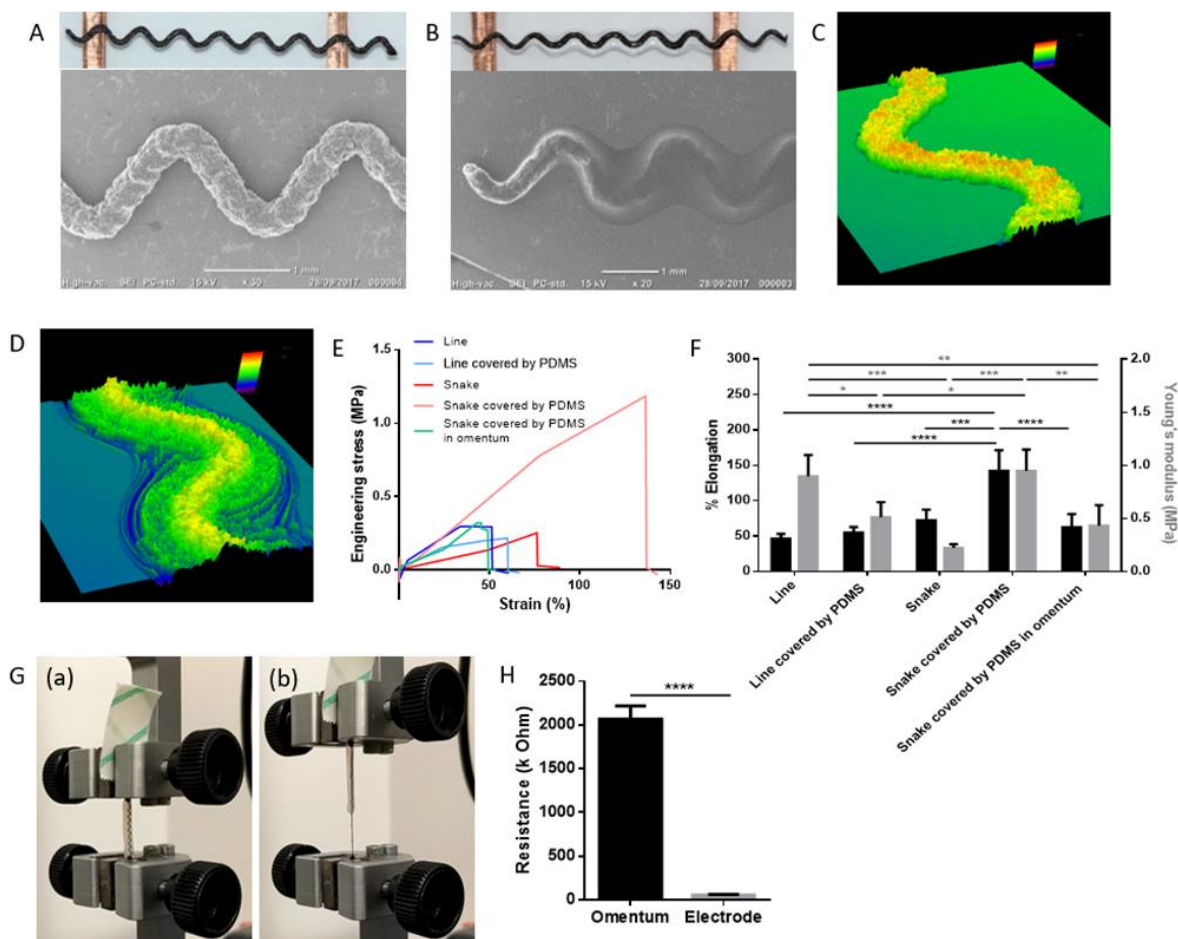 A
B
C
1 mm
High-vac. SEI PC-std. 15 kV x 30 28/09/2017 000004
1 mm
High-vac. SEI PC-std. 15 kV x 20 28/09/2017 000003
D
E
Line
Line covered by PDMS
Snake
Snake covered by PDMS
Snake covered by PDMS
in omentum
Engineering stress (MPa)
1.5
1.0
0.5
0.0
0
50
100
150
Strain (%)
F
% Elongation
300
250
200
150
100
50
0
**
*** *** **
* *
****
*** ****
****
Young's modulus (MPa)
2.0
1.5
1.0
0.5
0.0
Line
Line covered by PDMS
Snake
Snake covered by PDMS
Snake covered by PDMS in omentum
G
(a)
(b)
H
Resistance (k Ohm)
2500
2000
1500
1000
500
0
****
Omentum
Electrode